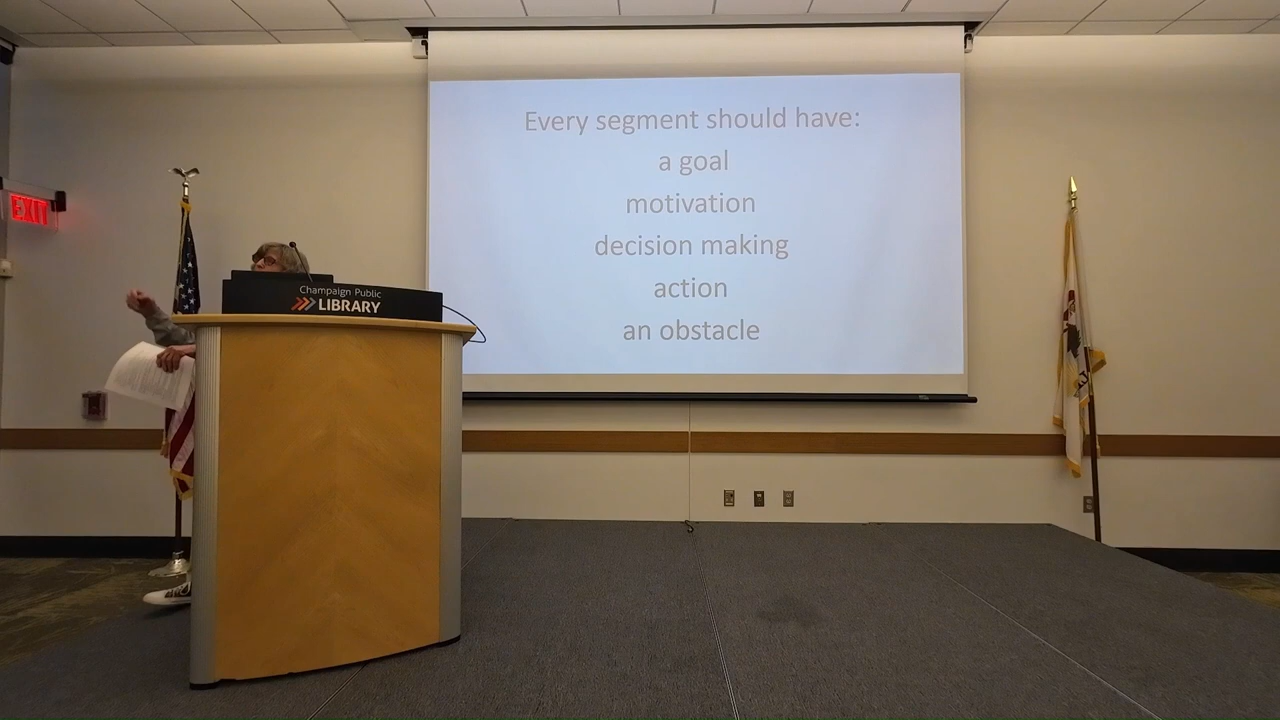 Every segment should have:
a goal
motivation
decision making
action
an obstacle
EXIT
Champaign Public
LIBRARY